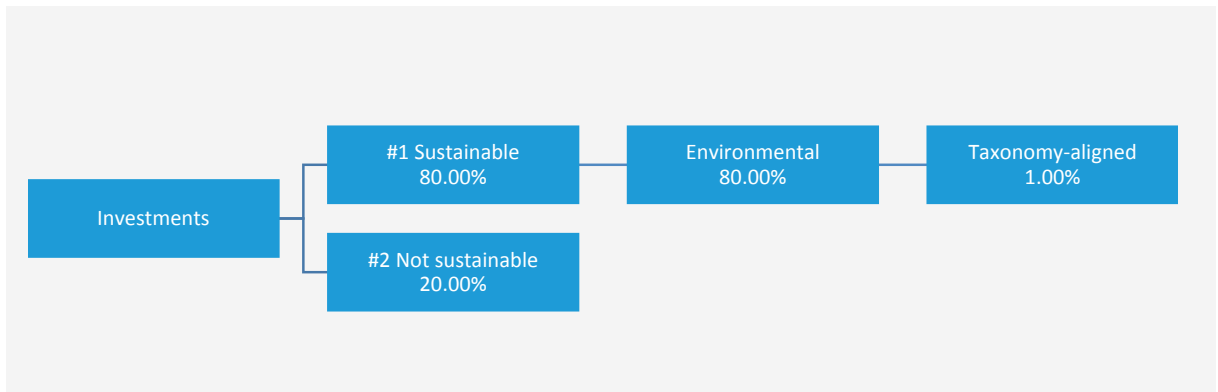 Investments
#1 Sustainable
80.00%
#2 Not sustainable
20.00%
Environmental
80.00%
Taxonomy-aligned
1.00%